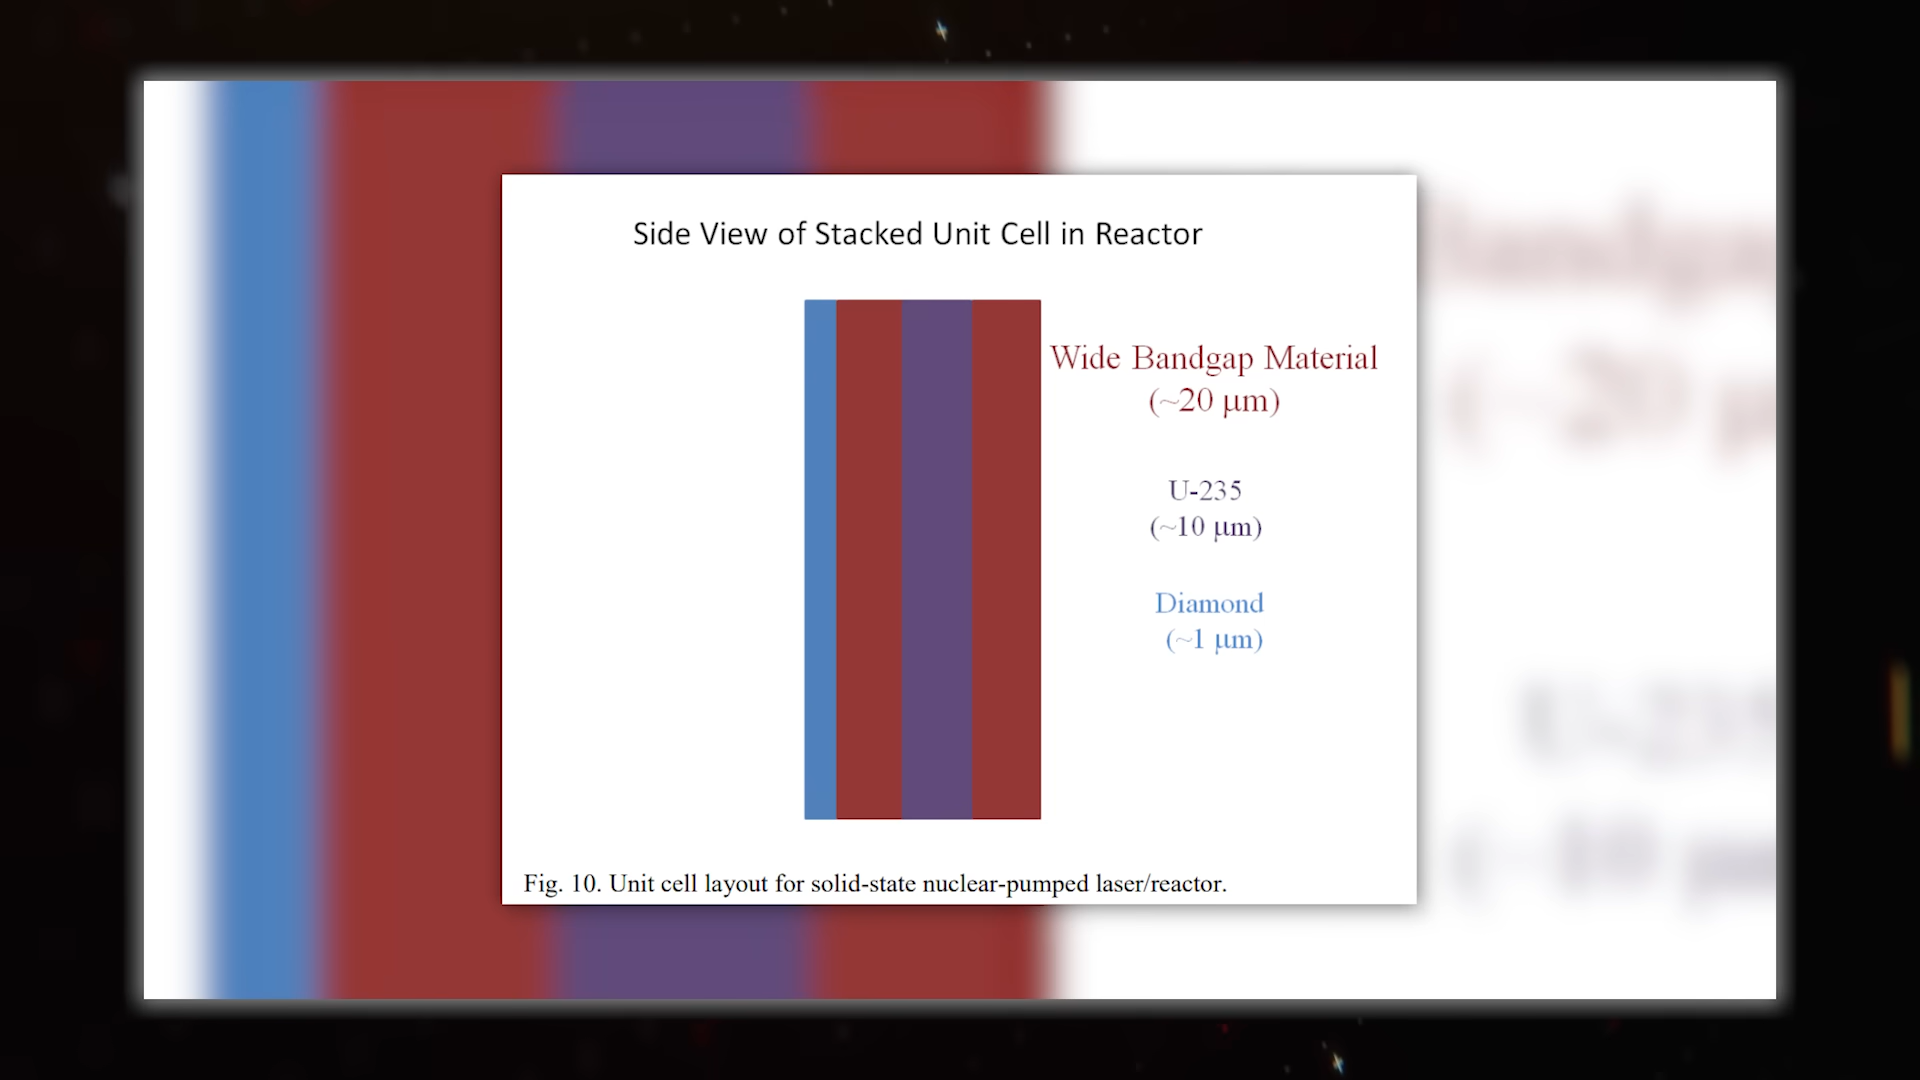 Side View of Stacked Unit Cell in Reactor
Wide Bandgap Material
(~20 μm)
U-235
(~10 μm)
Diamond
(~1 μm)
Fig. 10. Unit cell layout for solid-state nuclear-pumped laser/reactor.